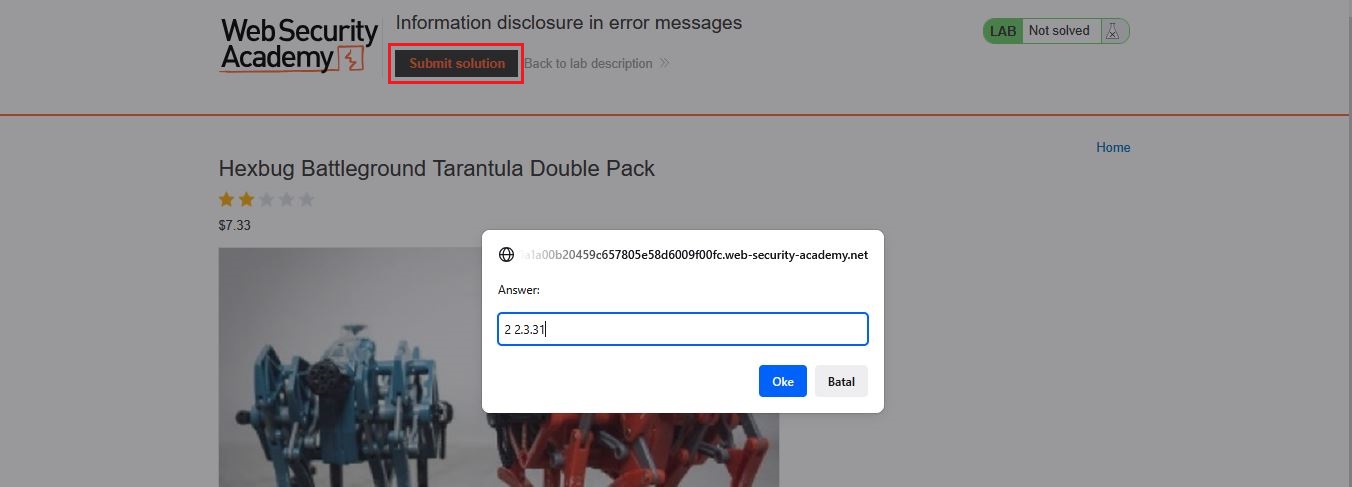 Web Security
Academy
Information disclosure in error messages
Submit solution
Back to lab description
LAB Not solved
Home
Hexbug Battleground Tarantula Double Pack
$7.33
a1a00b20459c657805e58d6009f00fc.web-security-academy.net
Answer:
2 2.3.31
Oke
Batal